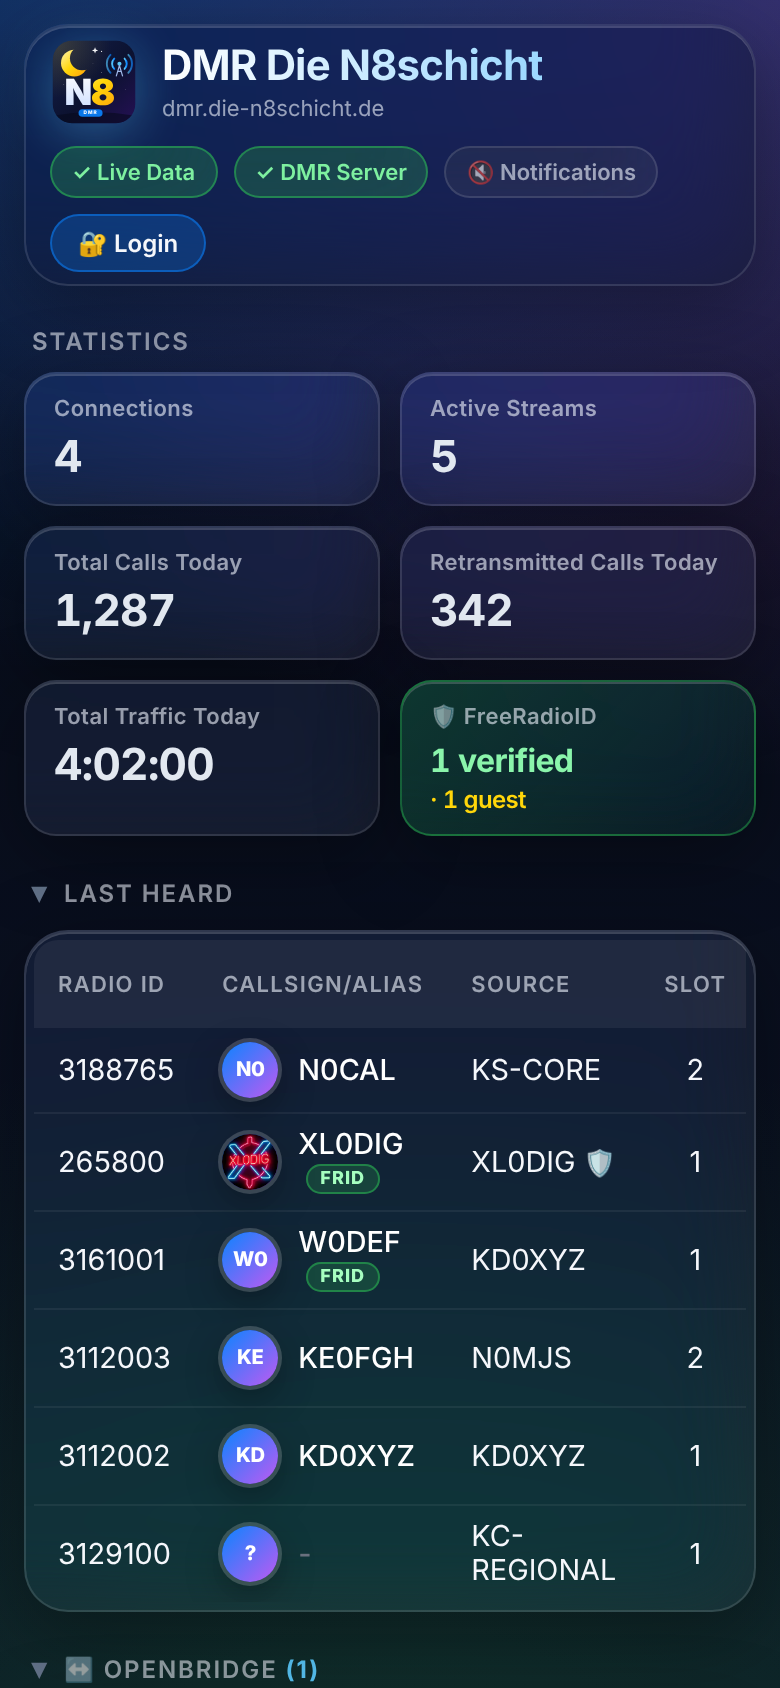 N8
DMR
DMR Die N8schicht
dmr.die-n8schicht.de
✓ Live Data
✓ DMR Server
🔇 Notifications
🔐 Login
STATISTICS
Connections
4
Active Streams
5
Total Calls Today
1,287
Retransmitted Calls Today
342
Total Traffic Today
4:02:00
🛡️ FreeRadioID
1 verified
· 1 guest
▼ LAST HEARD
RADIO ID CALLSIGN/ALIAS SOURCE SLOT
3188765 N0 N0CAL KS-CORE 2
265800 XL0DIG XL0DIG FRID XL0DIG 🛡️ 1
3161001 W0 W0DEF FRID KD0XYZ 1
3112003 KE KE0FGH N0MJS 2
3112002 KD KD0XYZ KD0XYZ 1
3129100 ? - KC-REGIONAL 1
▼ ↔️ OPENBRIDGE (1)